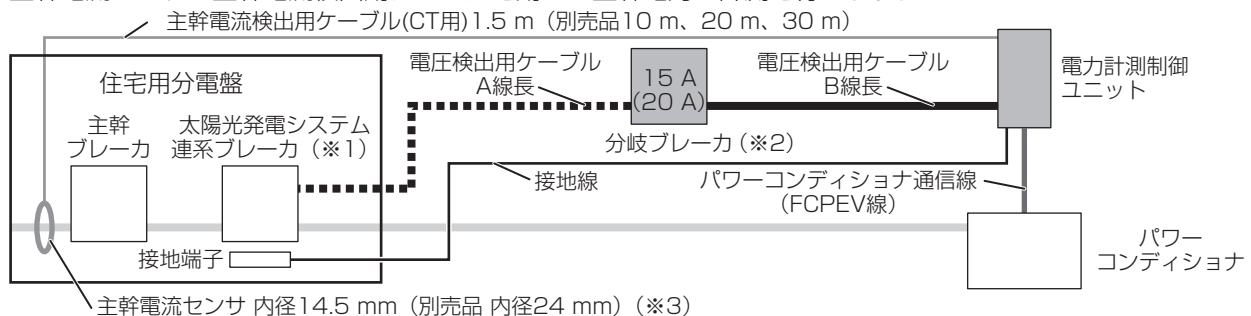 主幹電流検出用ケーブル(CT用)1.5 m（別売品10 m、20 m、30 m）
住宅用分電盤
主幹
ブレーカ
太陽光発電システム
連系ブレーカ（※1）
電圧検出用ケーブル
A線長
15 A
(20 A)
分岐ブレーカ（※2）
電圧検出用ケーブル
B線長
電力計測制御
ユニット
接地線
パワーコンディショナ通信線
（FCPEV線）
接地端子
パワー
コンディショナ
主幹電流センサ 内径14.5 mm（別売品 内径24 mm）（※3）